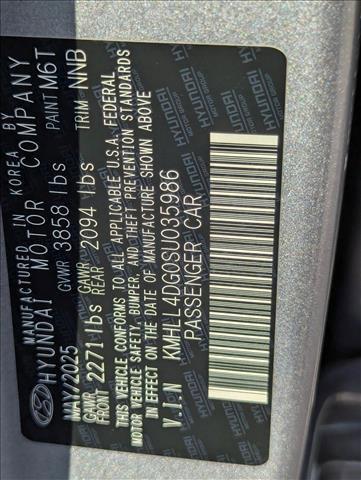 MANUFACTURED IN KOREA BY
HYUNDAI MOTOR COMPANY
MAY/2025 GVWR 3858 lbs PAINT M6T
GAWR FRONT 2271 lbs GAWR REAR 2094 lbs TRIM NNB
THIS VEHICLE CONFORMS TO ALL APPLICABLE U.S.A. FEDERAL
MOTOR VEHICLE SAFETY, BUMPER, AND THEFT PREVENTION STANDARDS
IN EFFECT ON THE DATE OF MANUFACTURE SHOWN ABOVE
V.I.N KMHLL4DG0SU035986
PASSENGER CAR
HYUNDAI
MOTOR GROUP